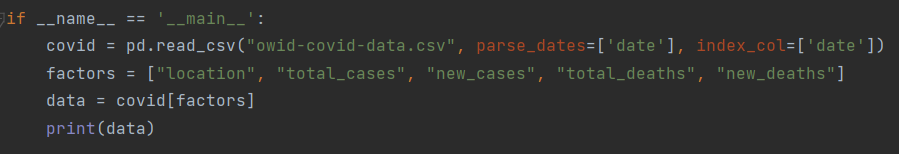 if __name__ == '__main__':
    covid = pd.read_csv("owid-covid-data.csv", parse_dates=['date'], index_col=['date'])
    factors = ["location", "total_cases", "new_cases", "total_deaths", "new_deaths"]
    data = covid[factors]
    print(data)